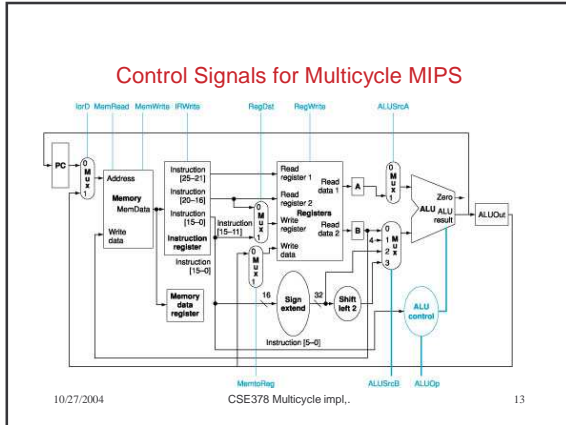 Control Signals for Multicycle MIPS
IorD MemRead MemWrite IRWrite RegDst RegWrite ALUSrcA
PC
0
M
u
x
1
Address
Memory
MemData
Write
data
Instruction
[25–21]
Instruction
[20–16]
Instruction
[15–0]
Instruction
register
Instruction
[15–0]
Memory
data
register
Instruction
[15–11]
0
M
u
x
1
0
M
u
x
1
Read
register 1
Read
register 2
Registers
Write
register
Write
data
Read
data 1
Read
data 2
A
B
4
0
M
u
x
1
0
1 M
u
2 x
3
Zero
ALU ALU
result
ALUOut
16
Sign
extend
32
Shift
left 2
ALU
control
Instruction [5–0]
MemtoReg ALUSrcB ALUOp
10/27/2004 CSE378 Multicycle impl,. 13